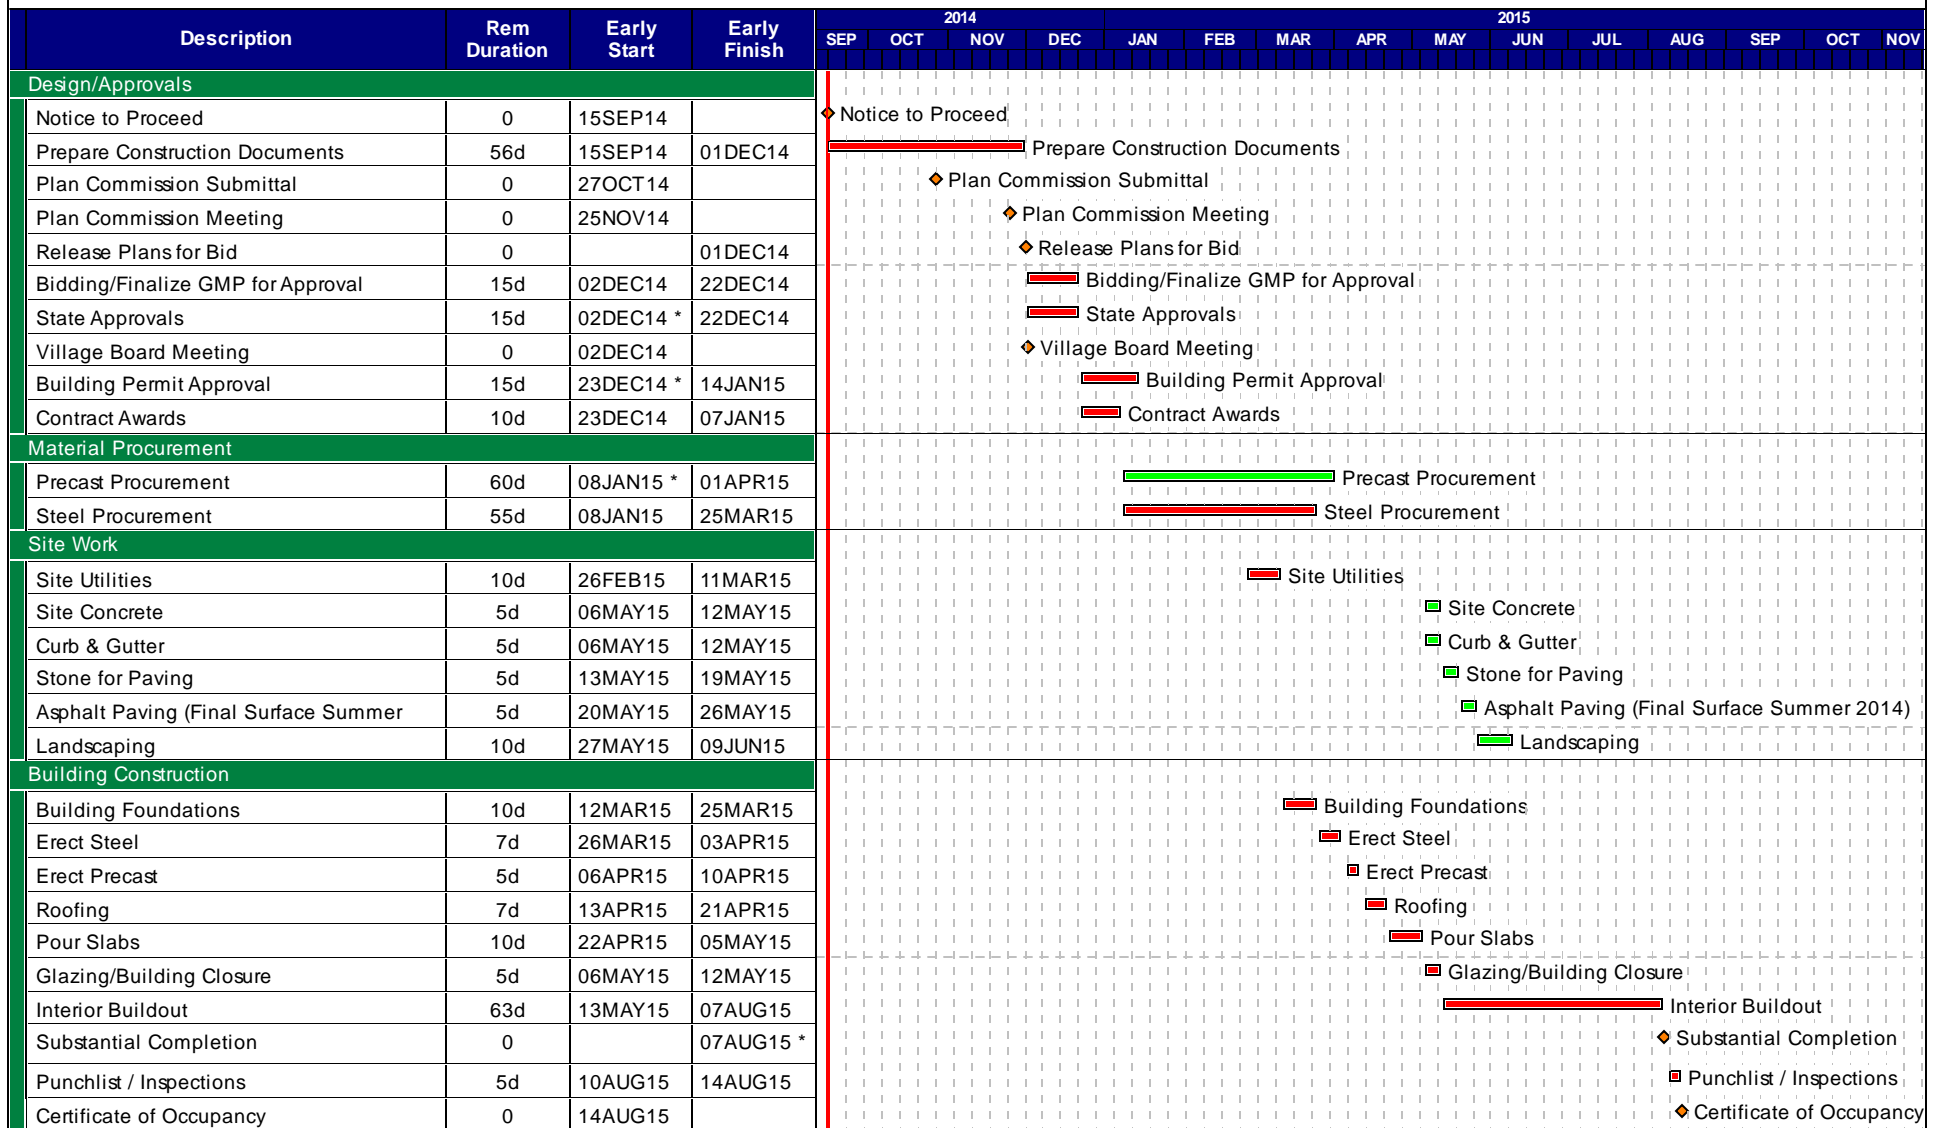 2014 2015
Description Rem Duration Early Start Early Finish SEP OCT NOV DEC JAN FEB MAR APR MAY JUN JUL AUG SEP OCT NOV
Design/Approvals
Notice to Proceed 0 15SEP14 Notice to Proceed
Prepare Construction Documents 56d 15SEP14 01DEC14 Prepare Construction Documents
Plan Commission Submittal 0 27OCT14 Plan Commission Submittal
Plan Commission Meeting 0 25NOV14 Plan Commission Meeting
Release Plans for Bid 0 01DEC14 Release Plans for Bid
Bidding/Finalize GMP for Approval 15d 02DEC14 22DEC14 Bidding/Finalize GMP for Approval
State Approvals 15d 02DEC14 * 22DEC14 State Approvals
Village Board Meeting 0 02DEC14 Village Board Meeting
Building Permit Approval 15d 23DEC14 * 14JAN15 Building Permit Approval
Contract Awards 10d 23DEC14 07JAN15 Contract Awards
Material Procurement
Precast Procurement 60d 08JAN15 * 01APR15 Precast Procurement
Steel Procurement 55d 08JAN15 25MAR15 Steel Procurement
Site Work
Site Utilities 10d 26FEB15 11MAR15 Site Utilities
Site Concrete 5d 06MAY15 12MAY15 Site Concrete
Curb & Gutter 5d 06MAY15 12MAY15 Curb & Gutter
Stone for Paving 5d 13MAY15 19MAY15 Stone for Paving
Asphalt Paving (Final Surface Summer 5d 20MAY15 26MAY15 Asphalt Paving (Final Surface Summer 2014)
Landscaping 10d 27MAY15 09JUN15 Landscaping
Building Construction
Building Foundations 10d 12MAR15 25MAR15 Building Foundations
Erect Steel 7d 26MAR15 03APR15 Erect Steel
Erect Precast 5d 06APR15 10APR15 Erect Precast
Roofing 7d 13APR15 21APR15 Roofing
Pour Slabs 10d 22APR15 05MAY15 Pour Slabs
Glazing/Building Closure 5d 06MAY15 12MAY15 Glazing/Building Closure
Interior Buildout 63d 13MAY15 07AUG15 Interior Buildout
Substantial Completion 0 07AUG15 * Substantial Completion
Punchlist / Inspections 5d 10AUG15 14AUG15 Punchlist / Inspections
Certificate of Occupancy 0 14AUG15 Certificate of Occupancy